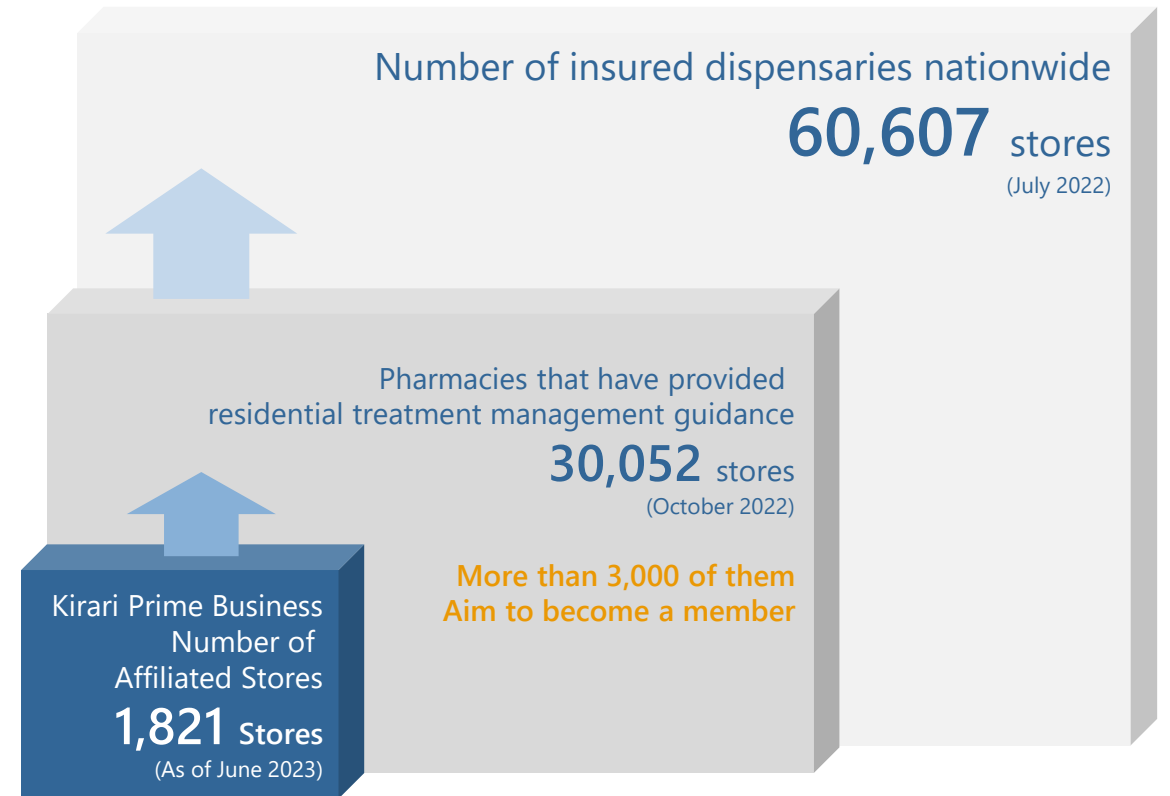 Number of insured dispensaries nationwide
60,607 stores
(July 2022)
Pharmacies that have provided
residential treatment management guidance
30,052 stores
(October 2022)
More than 3,000 of them
Aim to become a member
Kirari Prime Business
Number of
Affiliated Stores
1,821 Stores
(As of June 2023)